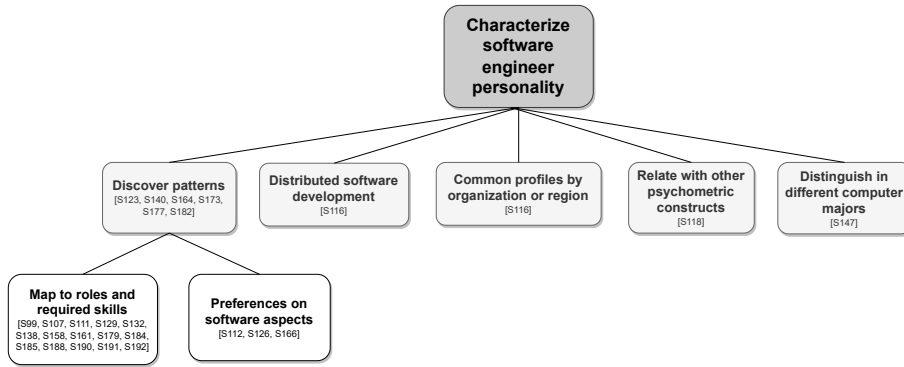 Characterize
software
engineer
personality
Discover patterns
[S123, S140, S164, S173,
S177, S182]
Distributed software
development
[S116]
Common profiles by
organization or region
[S116]
Relate with other
psychometric
constructs
[S118]
Distinguish in
different computer
majors
[S147]
Map to roles and
required skills
[S99, S107, S111, S129, S132,
S138, S158, S161, S179, S184,
S185, S188, S190, S191, S192]
Preferences on
software aspects
[S112, S126, S166]